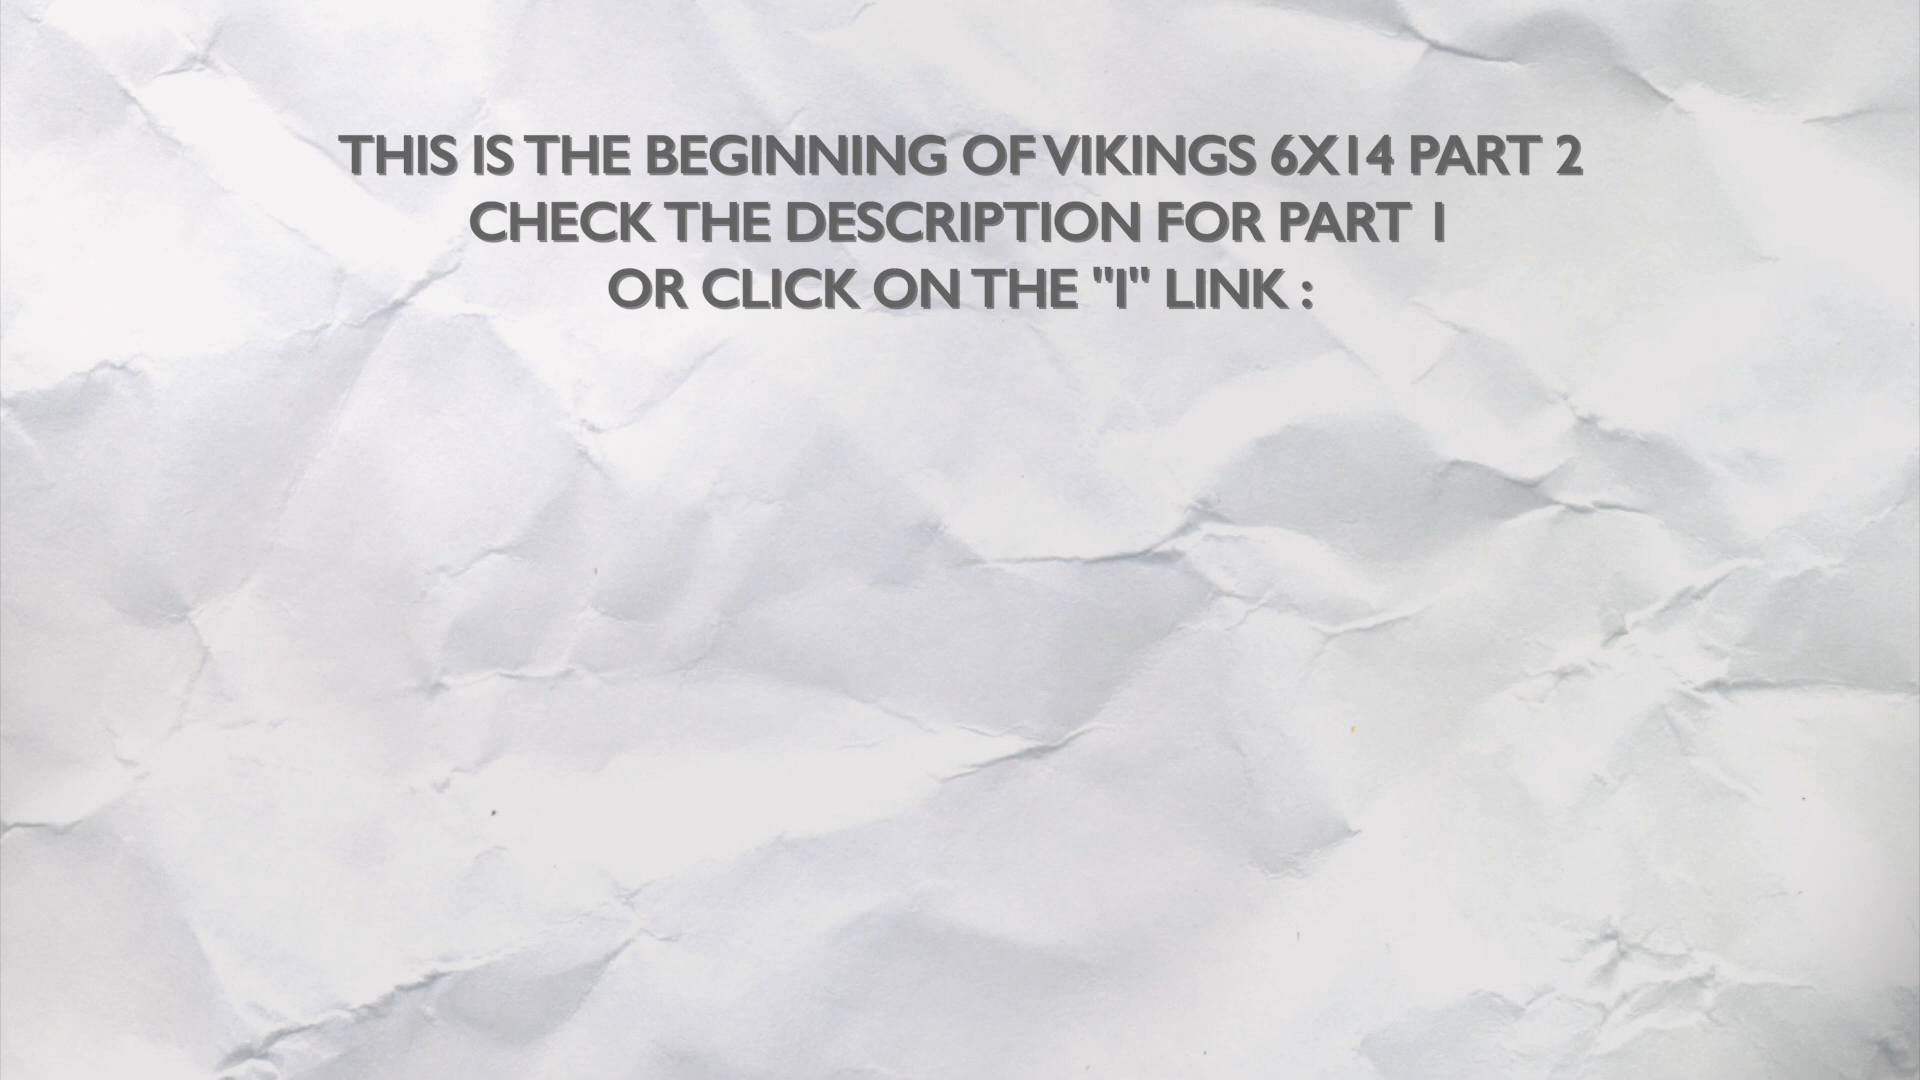 THIS IS THE BEGINNING OF VIKINGS 6X14 PART 2
CHECK THE DESCRIPTION FOR PART 1
OR CLICK ON THE "I" LINK :